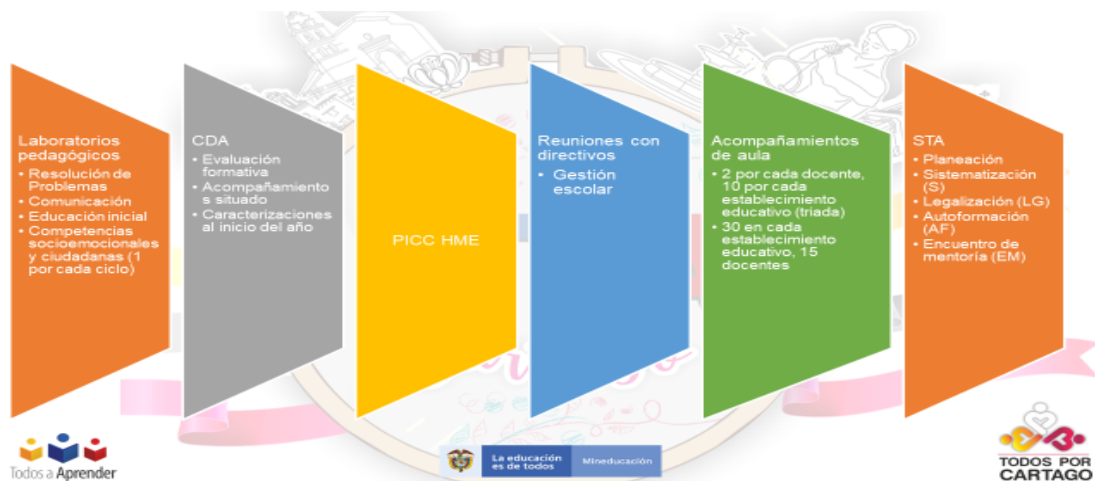 Laboratorios
pedagógicos
• Resolución de
Problemas
• Comunicación
• Educación inicial
• Competencias
socioemocionales
y ciudadanas (1
por cada ciclo)
CDA
• Evaluación
formativa
• Acompañamiento
s situado
• Caracterizaciones
al inicio del año
PICC HME
Reuniones con
directivos
• Gestión
escolar
Acompañamientos
de aula
• 2 por cada docente,
10 por cada
establecimiento
educativo (triada)
• 30 en cada
establecimiento
educativo, 15
docentes
STA
• Planeación
• Sistematización
(S)
• Legalización (LG)
• Autoformación
(AF)
• Encuentro de
mentoría (EM)
Todos a Aprender
La educación
es de todos
Mineducación
TODOS POR
CARTAGO